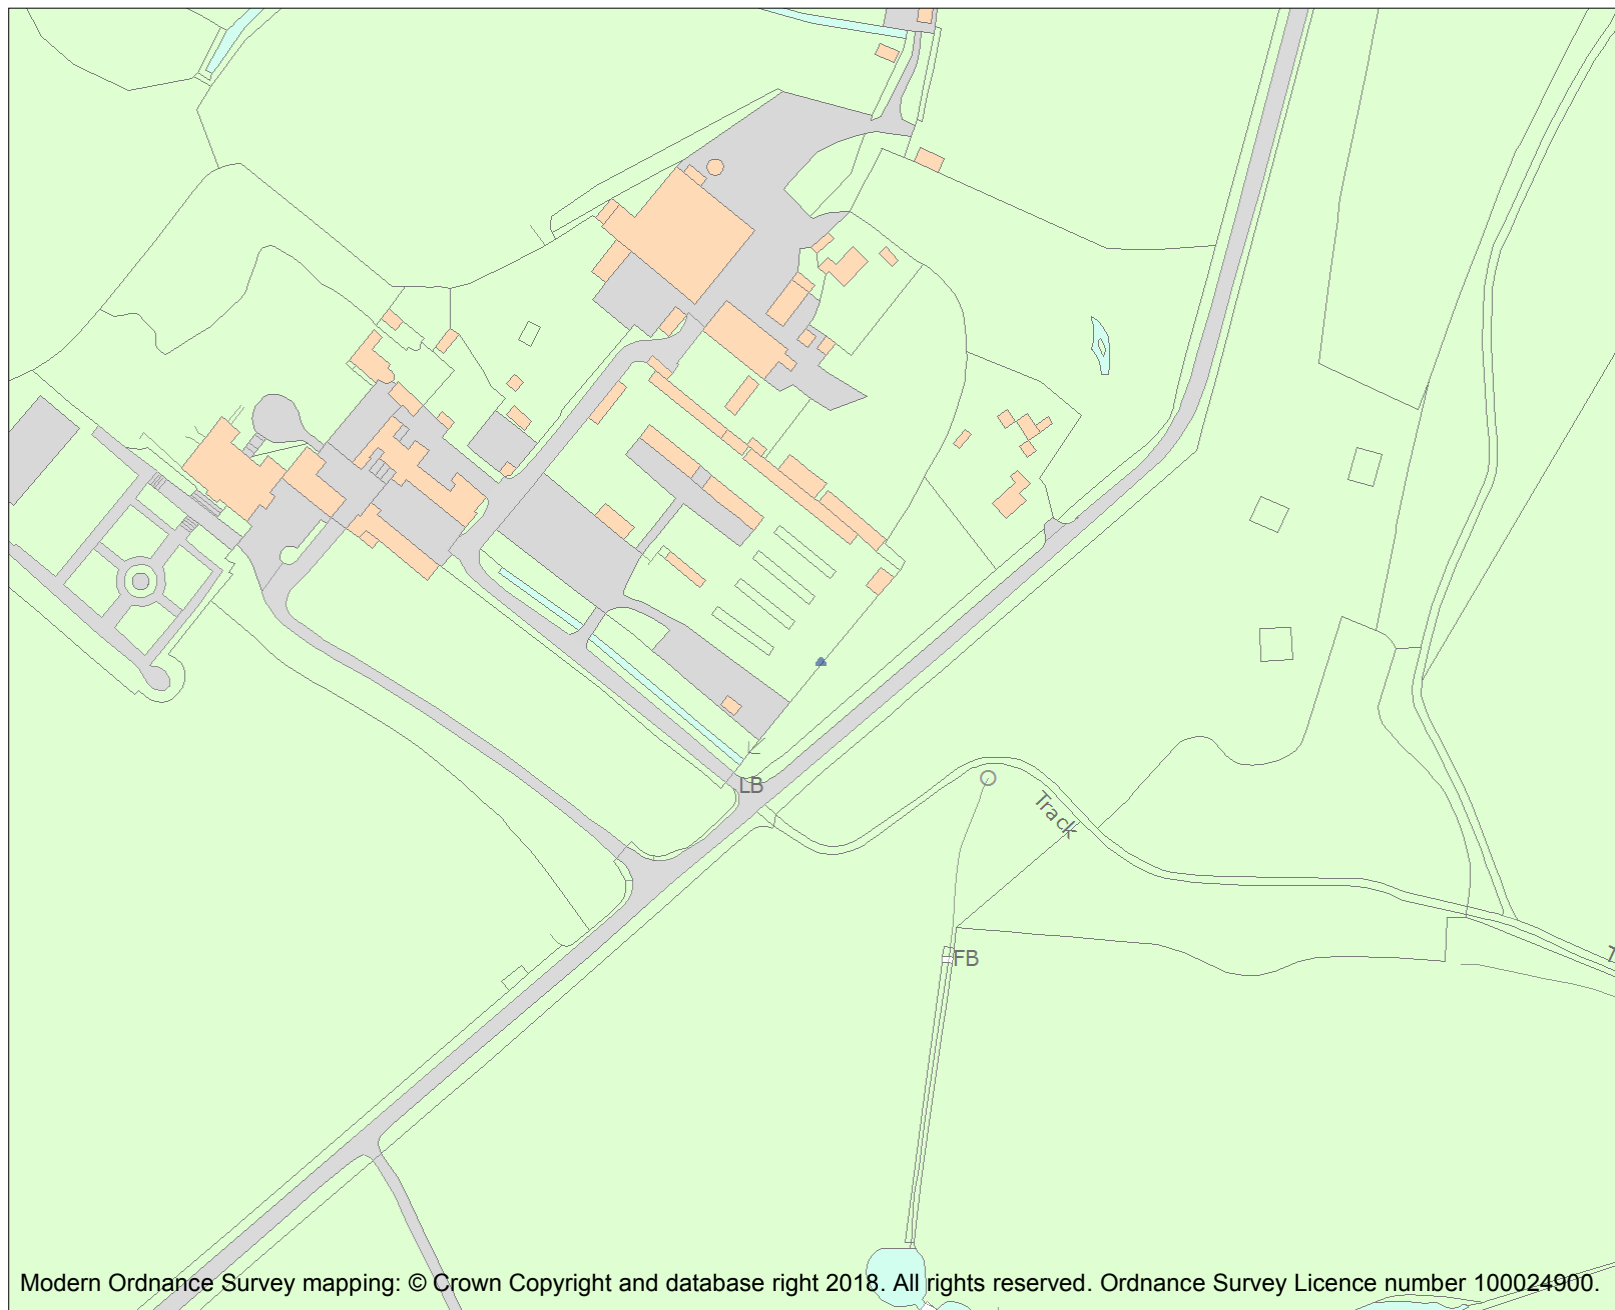 LB
Track
FB
T
Modern Ordnance Survey mapping: © Crown Copyright and database right 2018. All rights reserved. Ordnance Survey Licence number 100024900.